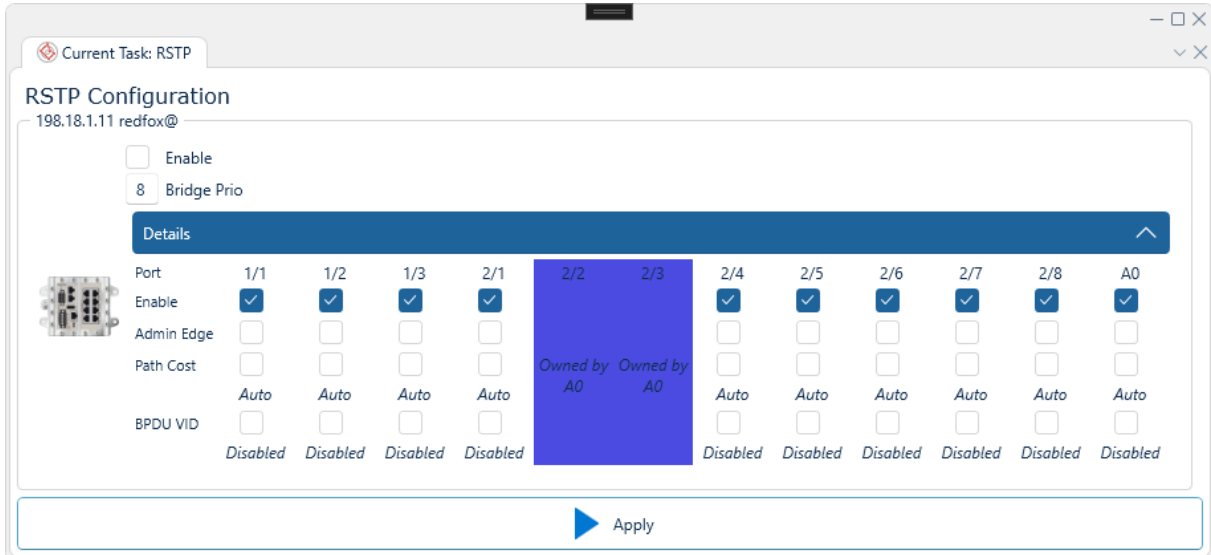 Current Task: RSTP
RSTP Configuration
198.18.1.11 redfox@
Enable
8 Bridge Prio
Details
Port 1/1 1/2 1/3 2/1 2/2 2/3 2/4 2/5 2/6 2/7 2/8 A0
Enable
Admin Edge
Path Cost Owned by Owned by
A0 A0
Auto Auto Auto Auto Auto Auto Auto Auto Auto Auto
BPDU VID
Disabled Disabled Disabled Disabled Disabled Disabled Disabled Disabled Disabled Disabled
Apply